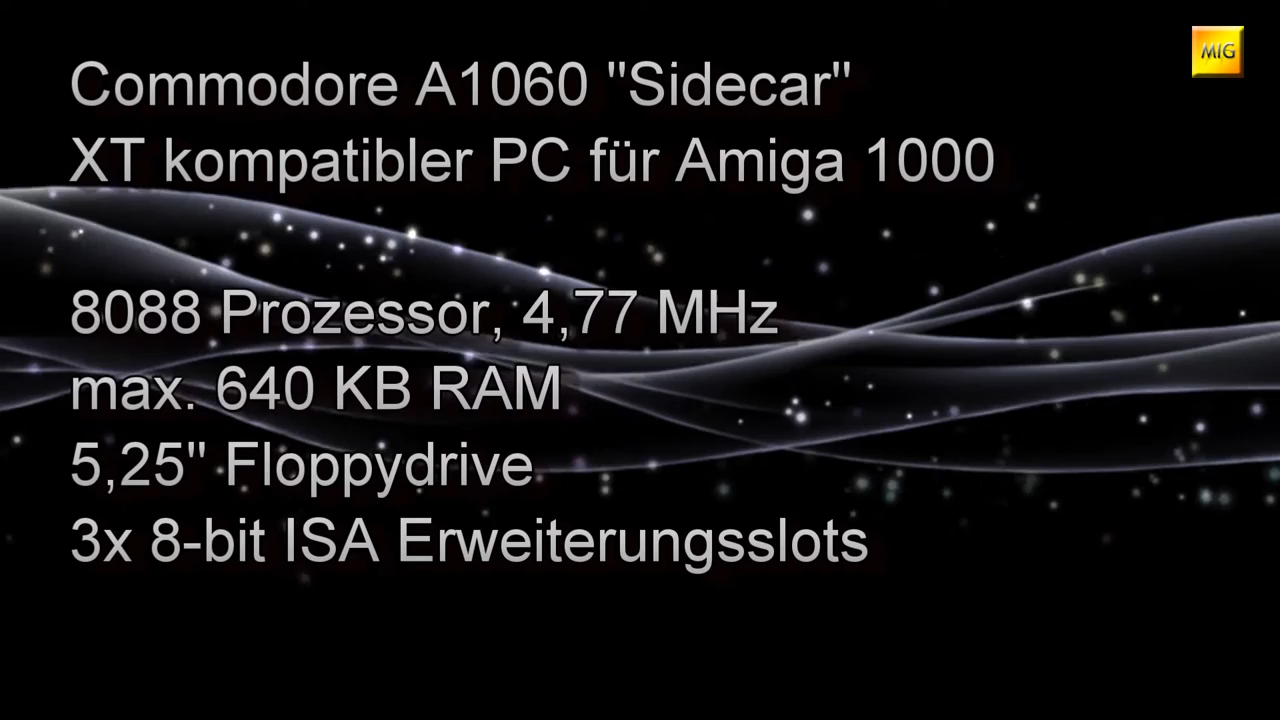 Commodore A1060 "Sidecar"
MIG
XT kompatibler PC für Amiga 1000
8088 Prozessor, 4,77 MHz
max. 640 KB RAM
5,25" Floppydrive
3x 8-bit ISA Erweiterungsslots